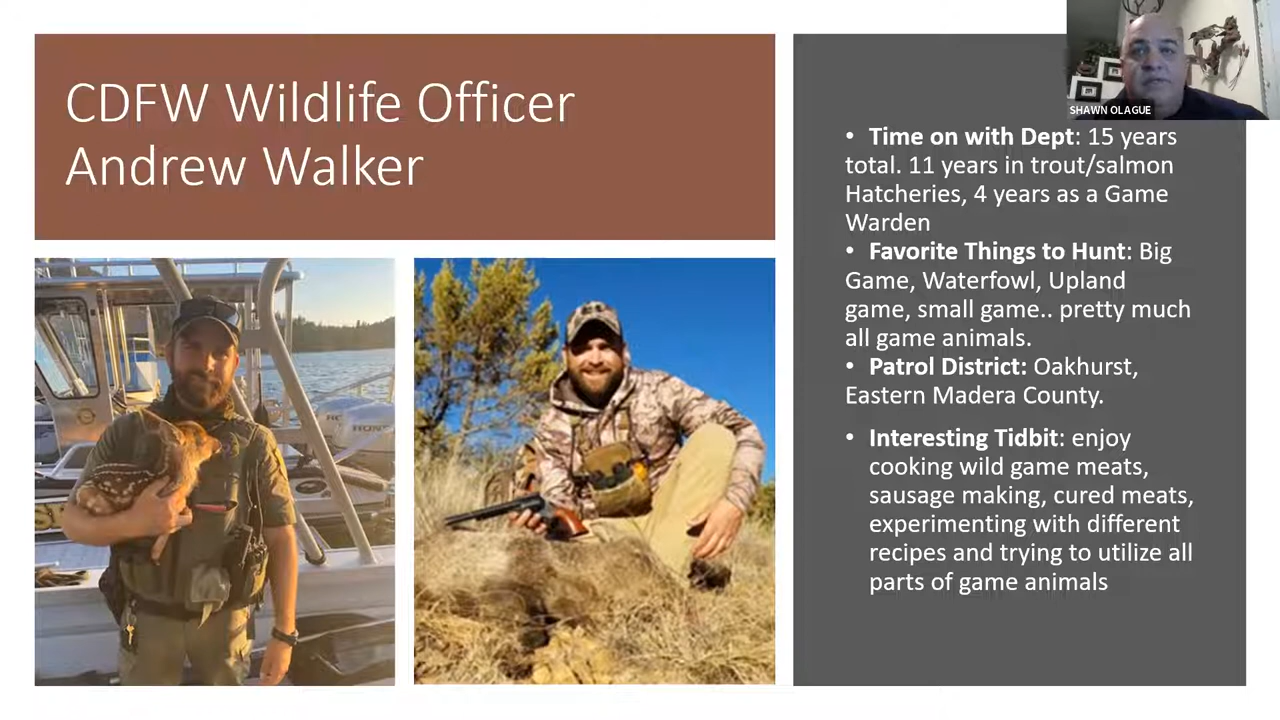 CDFW Wildlife Officer
Andrew Walker
SHAWN OLAGUE
• Time on with Dept: 15 years
total. 11 years in trout/salmon
Hatcheries, 4 years as a Game
Warden
• Favorite Things to Hunt: Big
Game, Waterfowl, Upland
game, small game.. pretty much
all game animals.
• Patrol District: Oakhurst,
Eastern Madera County.
• Interesting Tidbit: enjoy
cooking wild game meats,
sausage making, cured meats,
experimenting with different
recipes and trying to utilize all
parts of game animals